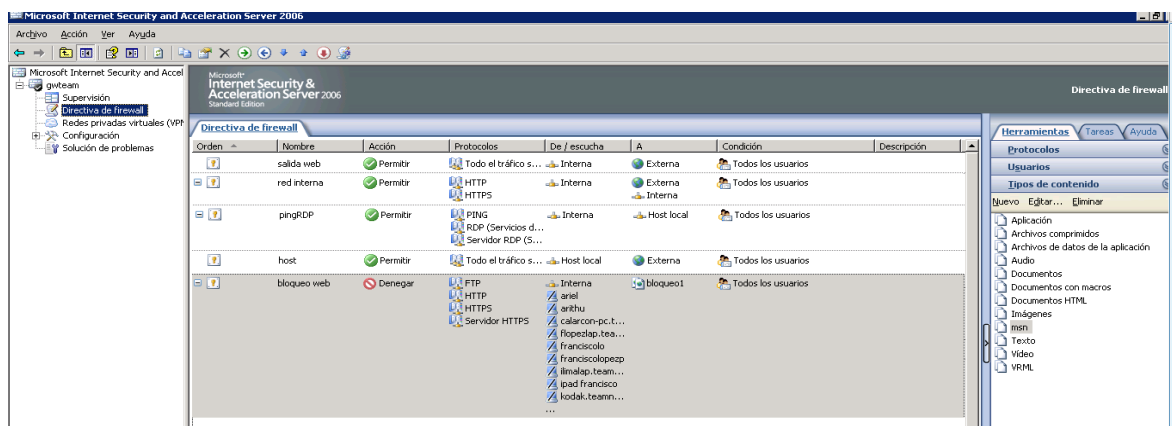 Microsoft Internet Security and Acceleration Server 2006
Archivo Acción Ver Ayuda
Microsoft Internet Security and Accel
gwteam
Supervisión
Directiva de firewall
Redes privadas virtuales (VPN
Configuración
Solución de problemas
Microsoft
Internet Security &
Acceleration Server 2006
Standard Edition
Directiva de firewall
Directiva de firewall
Orden Nombre Acción Protocolos De / escucha A Condición Descripción
salida web Permitir Todo el tráfico s... Interna Externa Todos los usuarios
red interna Permitir HTTP Interna Externa Todos los usuarios
HTTPS Interna
pingRDP Permitir PING Interna Host local Todos los usuarios
RDP (Servicios d...
Servidor RDP (S...
host Permitir Todo el tráfico s... Host local Externa Todos los usuarios
bloqueo web Denegar FTP Interna bloqueo1 Todos los usuarios
HTTP ariel
HTTPS arithu
Servidor HTTPS calarcon-pc.t...
flopezlap.tea...
franciscolo
franciscolopezp
ilimalap.team...
ipad francisco
kodak.teamn...
...
Herramientas Tareas Ayuda
Protocolos
Usuarios
Tipos de contenido
Nuevo Editar... Eliminar
Aplicación
Archivos comprimidos
Archivos de datos de la aplicación
Audio
Documentos
Documentos con macros
Documentos HTML
Imágenes
msn
Texto
Vídeo
VRML